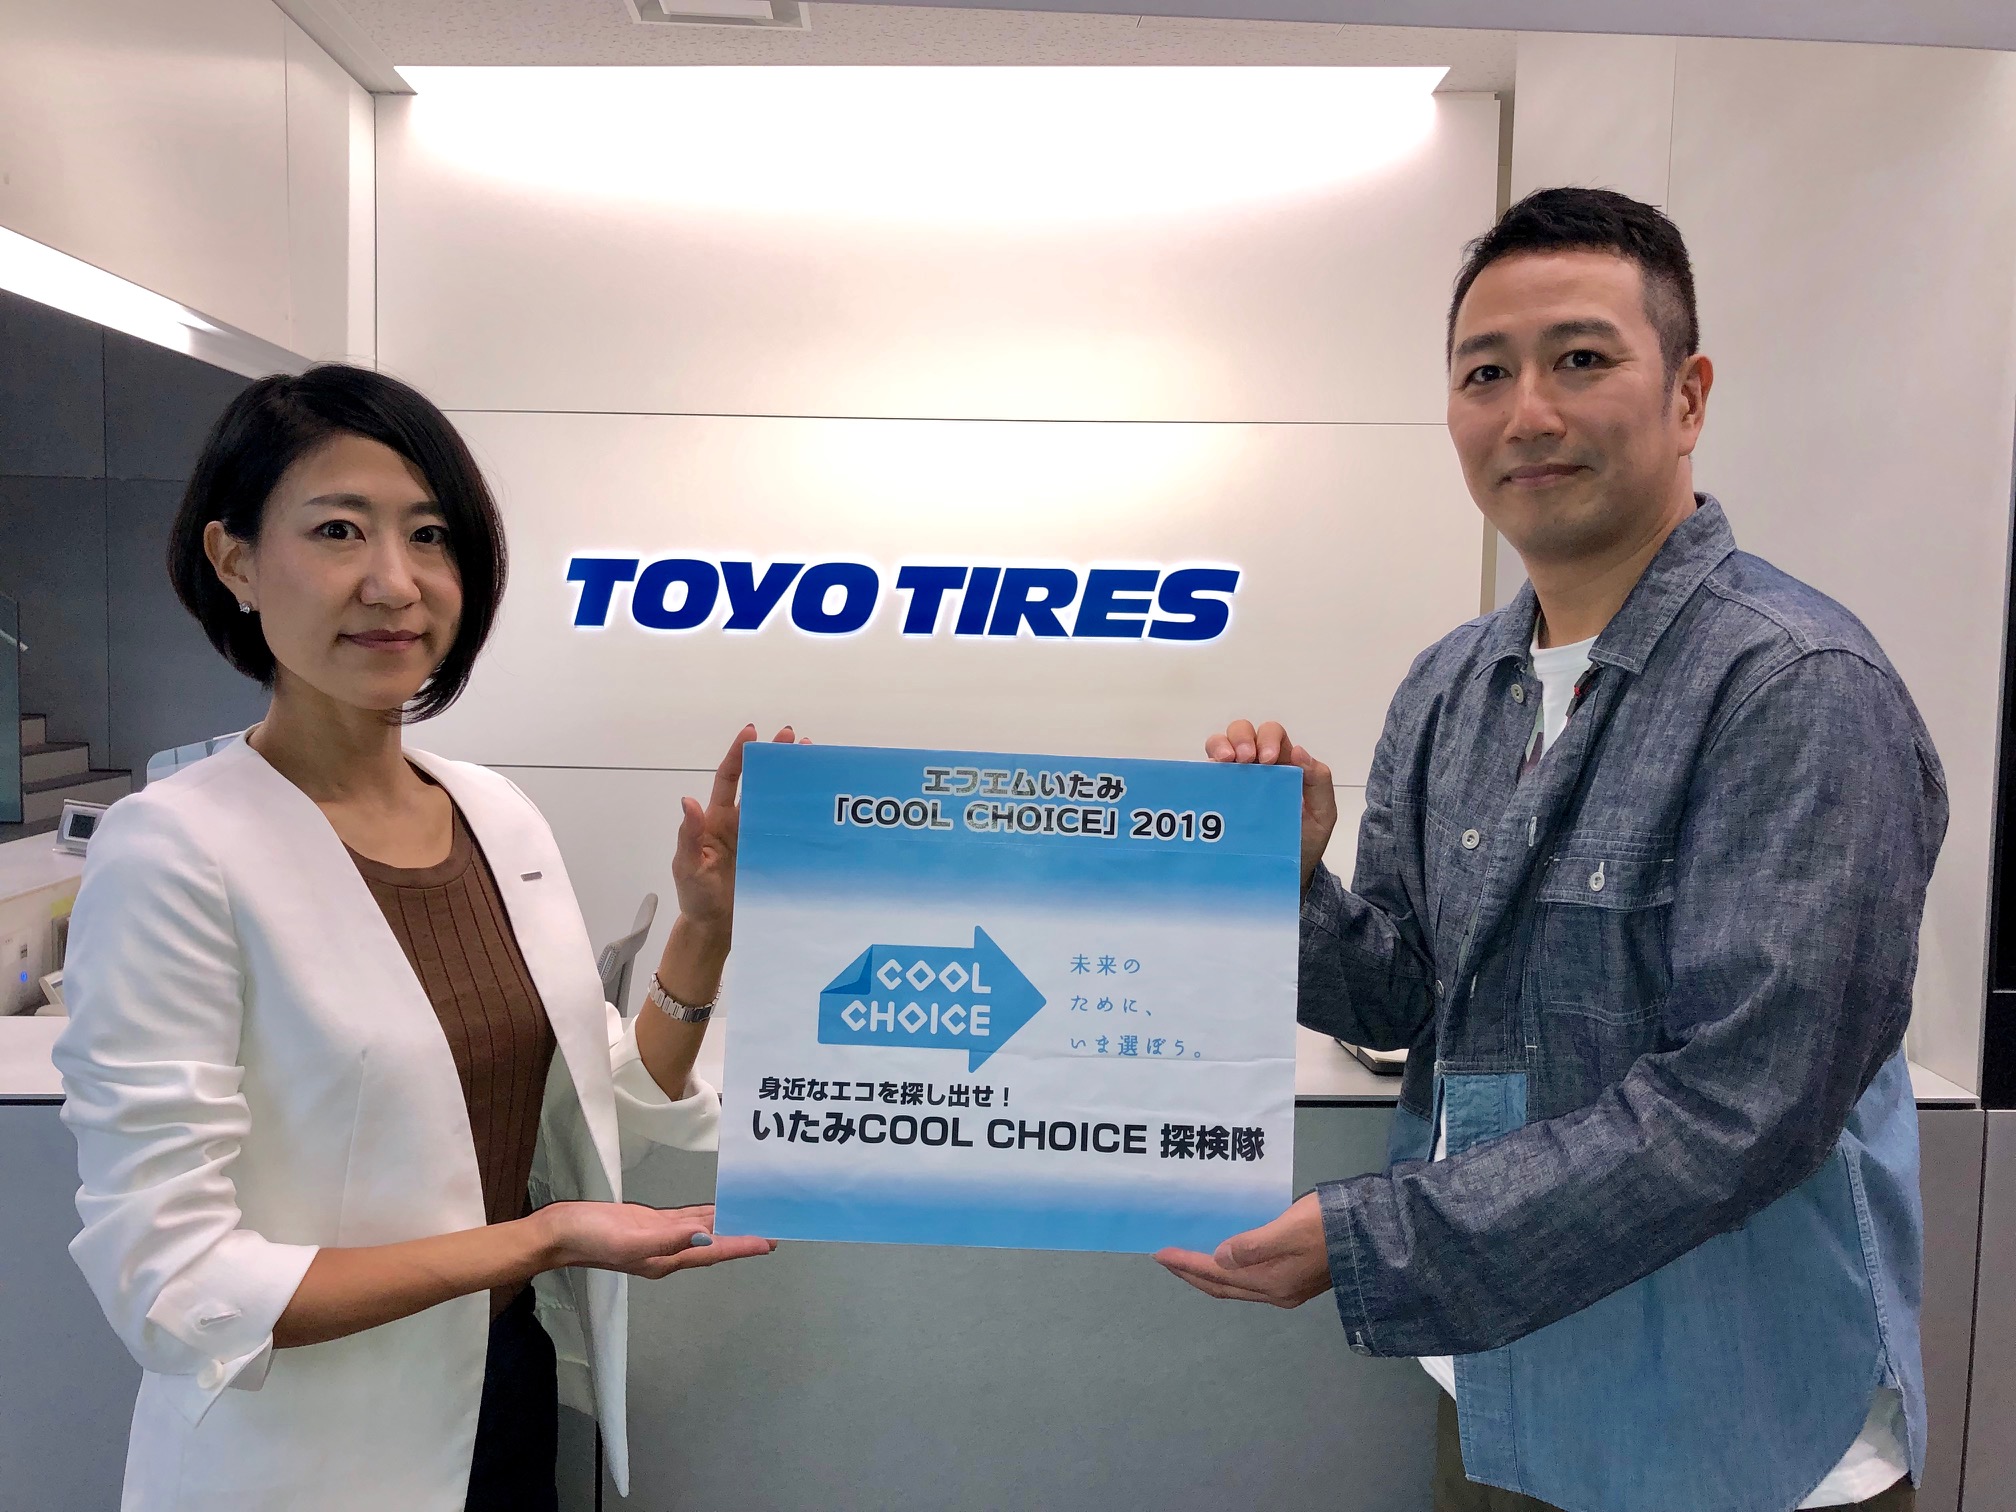 TOYO TIRES
エフエムいたみ
「COOL CHOICE」2019
COOL
CHOICE
未来の
ために、
いま選ぼう。
身近なエコを探し出せ!
いたみCOOL CHOICE 探検隊